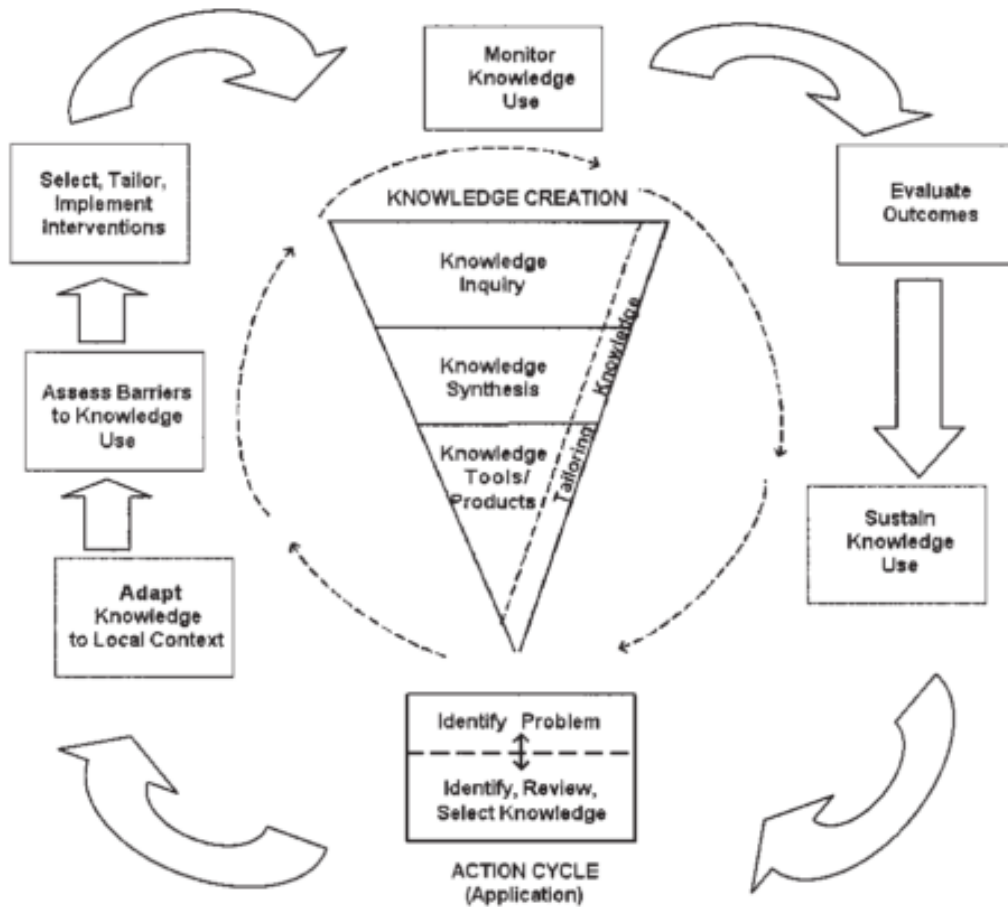 Monitor
Knowledge
Use
Select, Tailor,
Implement
Interventions
Evaluate
Outcomes
KNOWLEDGE CREATION
Knowledge
Inquiry
Knowledge
Synthesis
Knowledge
Tools/
Products
Tailoring Knowledge
Assess Barriers
to Knowledge
Use
Sustain
Knowledge
Use
Adapt
Knowledge
to Local Context
Identify Problem
Identify, Review,
Select Knowledge
ACTION CYCLE
(Application)